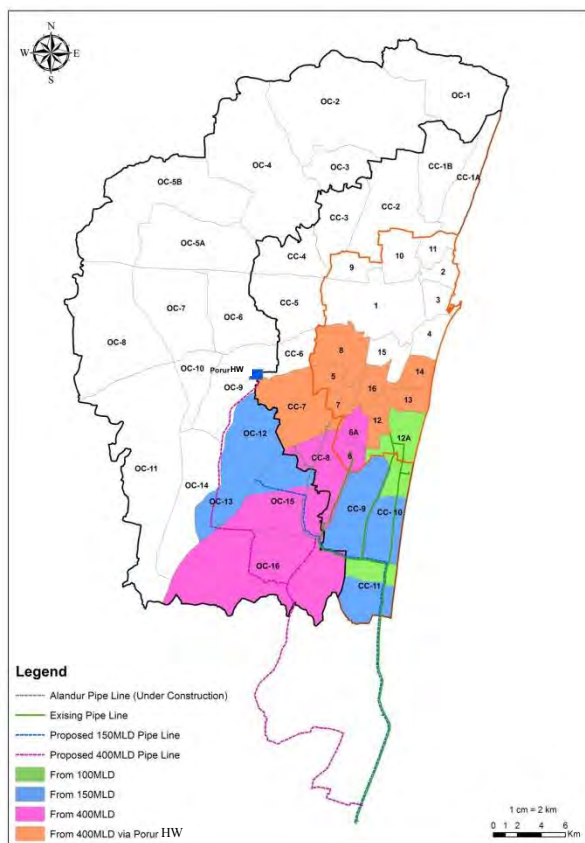 N
W E
S
OC-1
OC-2
OC-3
OC-4
CC-1B
CC-1A
OC-5B
CC-3
CC-2
OC-5A
CC-4
11
10
9
2
OC-7
OC-6
CC-5
3
1
OC-8
4
OC-10
CC-6
8
15
Porur HW
OC-9
5
16
14
CC-7
7
13
OC-12
12
6A
12A
OC-11
CC-8
6
OC-14
OC-13
OC-15
CC-9
CC- 10
OC-16
CC-11
Legend
Alandur Pipe Line (Under Construction)
Exising Pipe Line
Proposed 150MLD Pipe Line
Proposed 400MLD Pipe Line
From 100MLD
From 150MLD
From 400MLD
From 400MLD via Porur HW
1 cm = 2 km
0 1 2 4 6
Km